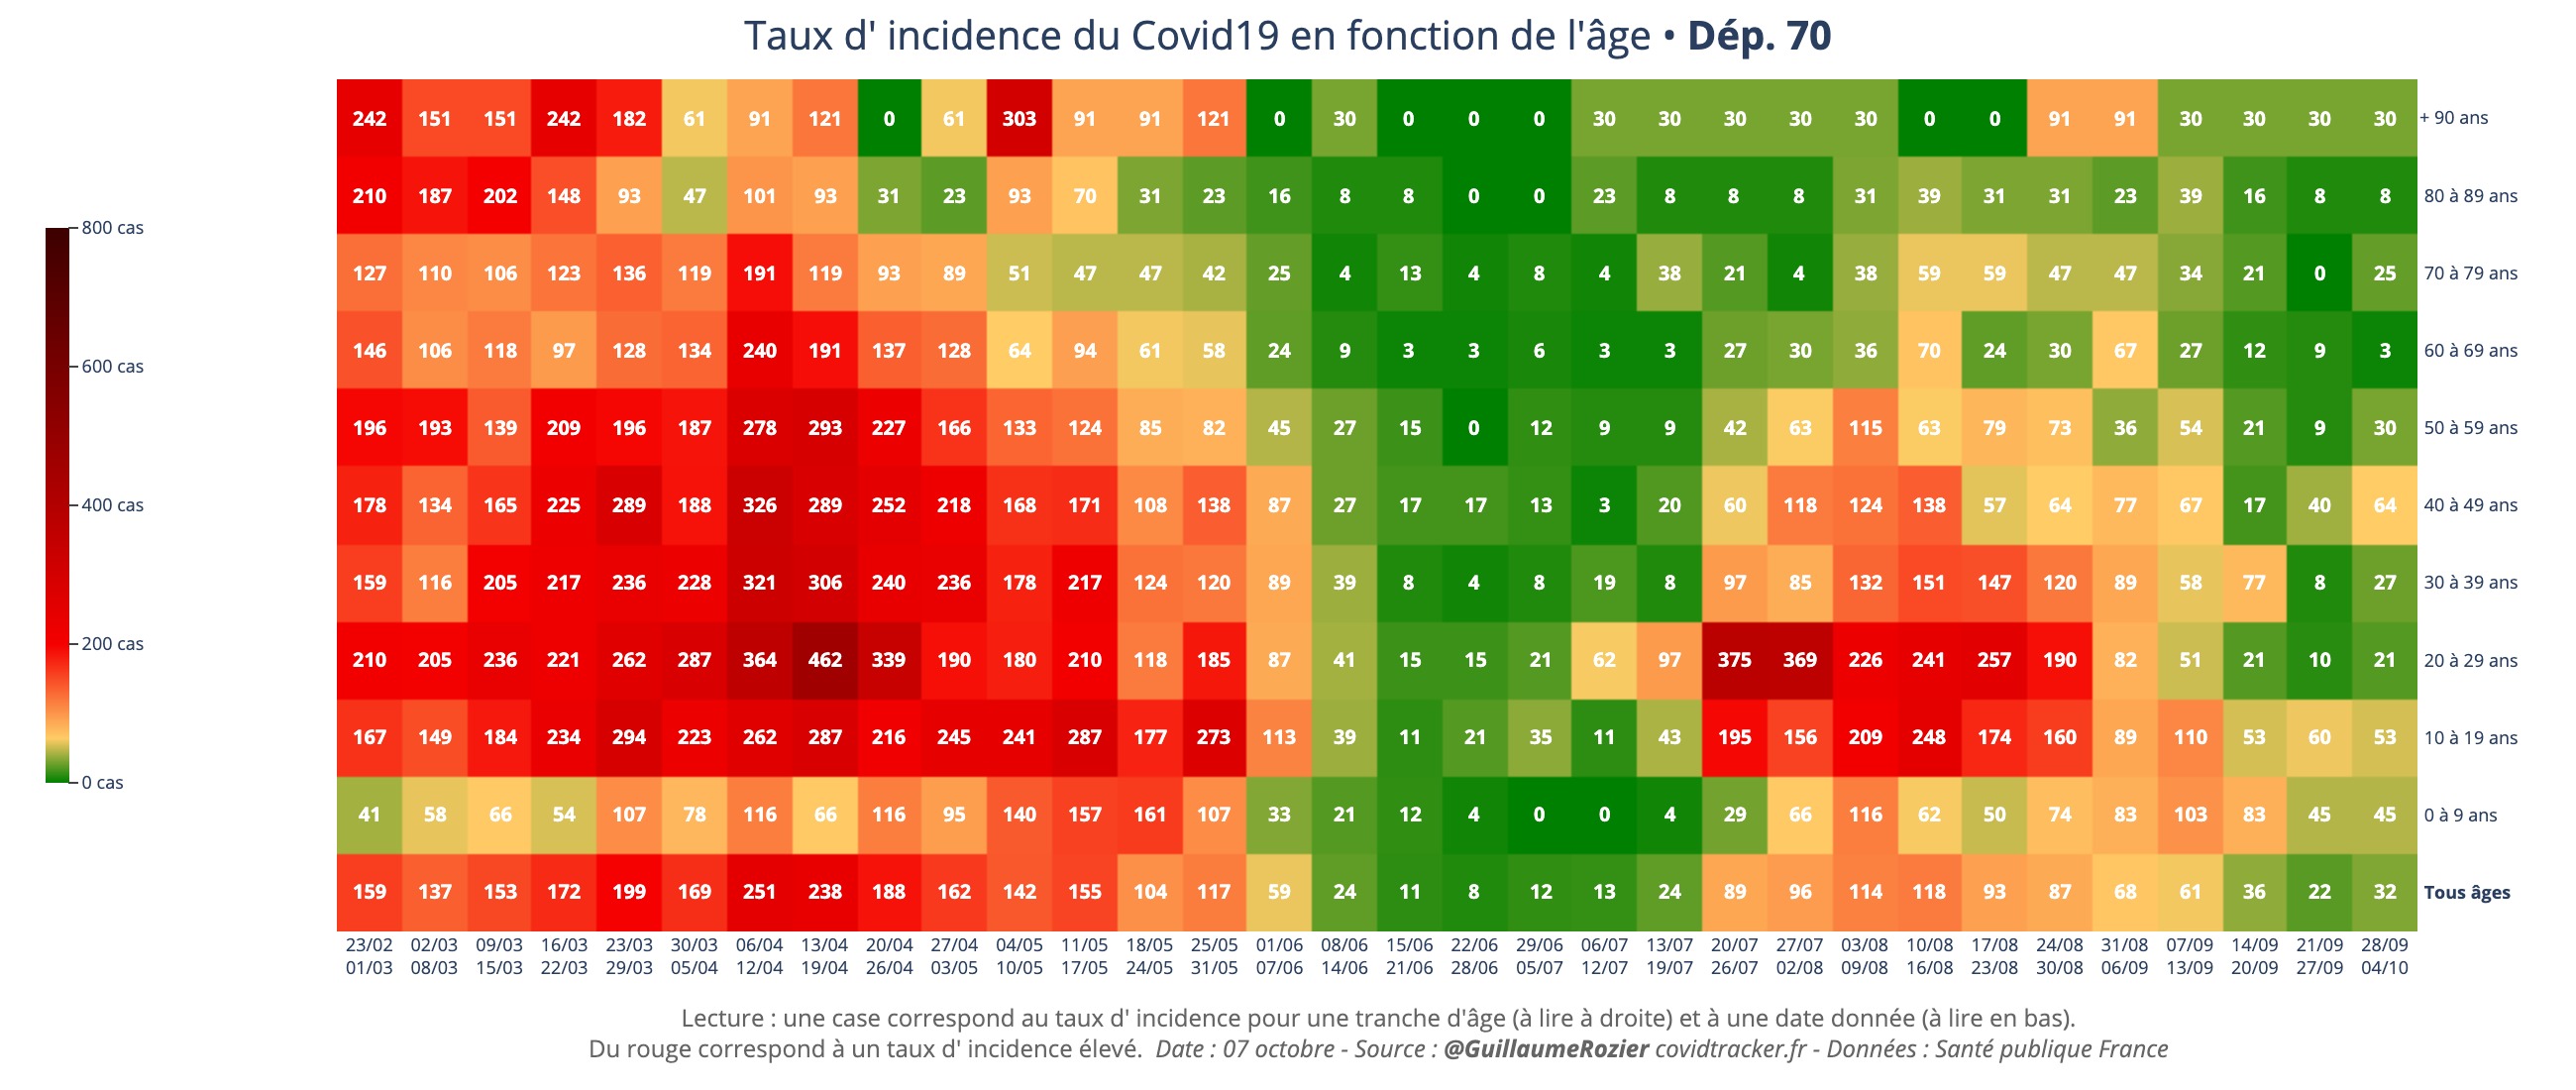 Taux d' incidence du Covid19 en fonction de l'âge • Dép. 70
800 cas
600 cas
400 cas
200 cas
0 cas
242 151 151 242 182 61 91 121 0 61 303 91 91 121 0 30 0 0 0 30 30 30 30 30 0 0 91 91 30 30 30 30 + 90 ans
210 187 202 148 93 47 101 93 31 23 93 70 31 23 16 8 8 0 0 23 8 8 8 31 39 31 31 23 39 16 8 8 80 à 89 ans
127 110 106 123 136 119 191 119 93 89 51 47 47 42 25 4 13 4 8 4 38 21 4 38 59 59 47 47 34 21 0 25 70 à 79 ans
146 106 118 97 128 134 240 191 137 128 64 94 61 58 24 9 3 3 6 3 3 27 30 36 70 24 30 67 27 12 9 3 60 à 69 ans
196 193 139 209 196 187 278 293 227 166 133 124 85 82 45 27 15 0 12 9 9 42 63 115 63 79 73 36 54 21 9 30 50 à 59 ans
178 134 165 225 289 188 326 289 252 218 168 171 108 138 87 27 17 17 13 3 20 60 118 124 138 57 64 77 67 17 40 64 40 à 49 ans
159 116 205 217 236 228 321 306 240 236 178 217 124 120 89 39 8 4 8 19 8 97 85 132 151 147 120 89 58 77 8 27 30 à 39 ans
210 205 236 221 262 287 364 462 339 190 180 210 118 185 87 41 15 15 21 62 97 375 369 226 241 257 190 82 51 21 10 21 20 à 29 ans
167 149 184 234 294 223 262 287 216 245 241 287 177 273 113 39 11 21 35 11 43 195 156 209 248 174 160 89 110 53 60 53 10 à 19 ans
41 58 66 54 107 78 116 66 116 95 140 157 161 107 33 21 12 4 0 0 4 29 66 116 62 50 74 83 103 83 45 45 0 à 9 ans
159 137 153 172 199 169 251 238 188 162 142 155 104 117 59 24 11 8 12 13 24 89 96 114 118 93 87 68 61 36 22 32 Tous âges
23/02 02/03 09/03 16/03 23/03 30/03 06/04 13/04 20/04 27/04 04/05 11/05 18/05 25/05 01/06 08/06 15/06 22/06 29/06 06/07 13/07 20/07 27/07 03/08 10/08 17/08 24/08 31/08 07/09 14/09 21/09 28/09
01/03 08/03 15/03 22/03 29/03 05/04 12/04 19/04 26/04 03/05 10/05 17/05 24/05 31/05 07/06 14/06 21/06 28/06 05/07 12/07 19/07 26/07 02/08 09/08 16/08 23/08 30/08 06/09 13/09 20/09 27/09 04/10
Lecture : une case correspond au taux d' incidence pour une tranche d'âge (à lire à droite) et à une date donnée (à lire en bas).
Du rouge correspond à un taux d' incidence élevé. Date : 07 octobre - Source : @GuillaumeRozier covidtracker.fr - Données : Santé publique France